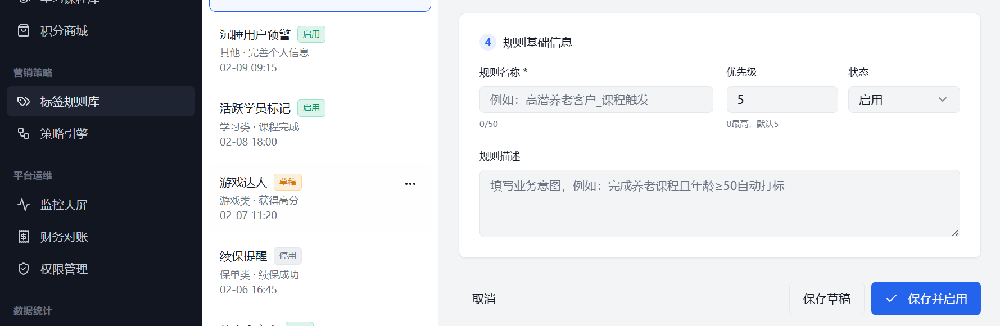 学习课程库
积分商城
营销策略
标签规则库
策略引擎
平台运维
监控大屏
财务对账
权限管理
数据统计
沉睡用户预警 启用
其他 · 完善个人信息
02-09 09:15
活跃学员标记 启用
学习类 · 课程完成
02-08 18:00
游戏达人 草稿
游戏类 · 获得高分
02-07 11:20
续保提醒 停用
保单类 · 续保成功
02-06 16:45
4 规则基础信息
规则名称 * 优先级 状态
例如：高潜养老客户_课程触发 5 启用
0/50 0最高，默认5
规则描述
填写业务意图，例如：完成养老课程且年龄≥50自动打标
取消 保存草稿 保存并启用